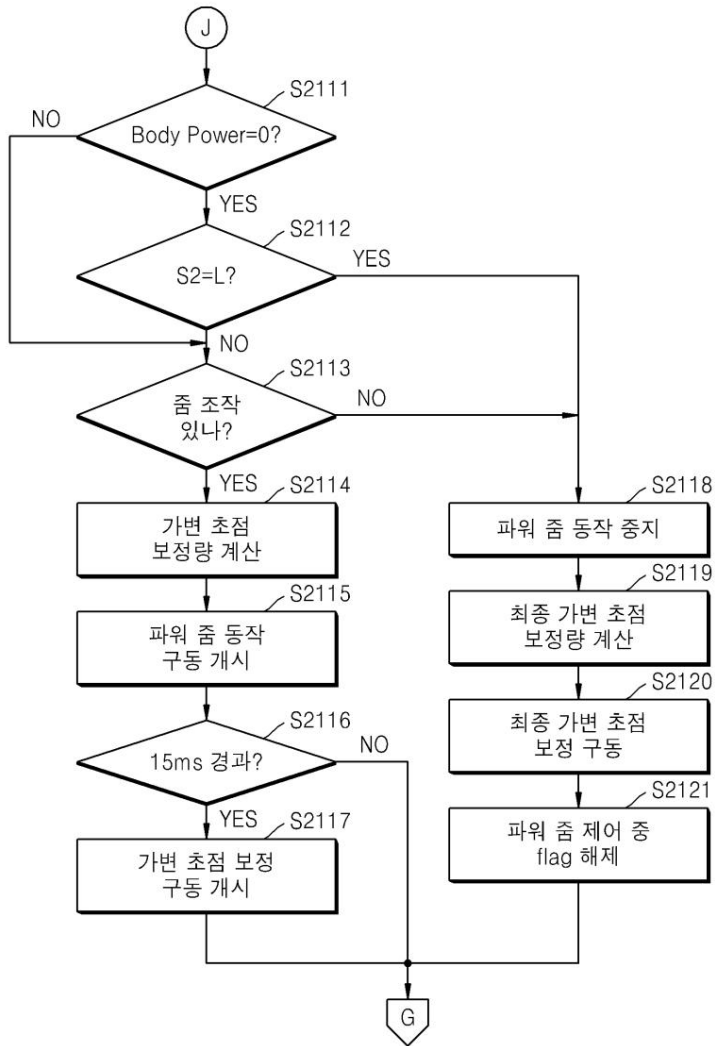 J
S2111
NO
Body Power=0?
YES
S2112
S2=L?
YES
NO
S2113
줌 조작
있나?
NO
YES
S2114
가변 초점
보정량 계산
S2115
파워 줌 동작
구동 개시
S2116
15ms 경과?
NO
YES
S2117
가변 초점 보정
구동 개시
S2118
파워 줌 동작 중지
S2119
최종 가변 초점
보정량 계산
S2120
최종 가변 초점
보정 구동
S2121
파워 줌 제어 중
flag 해제
G